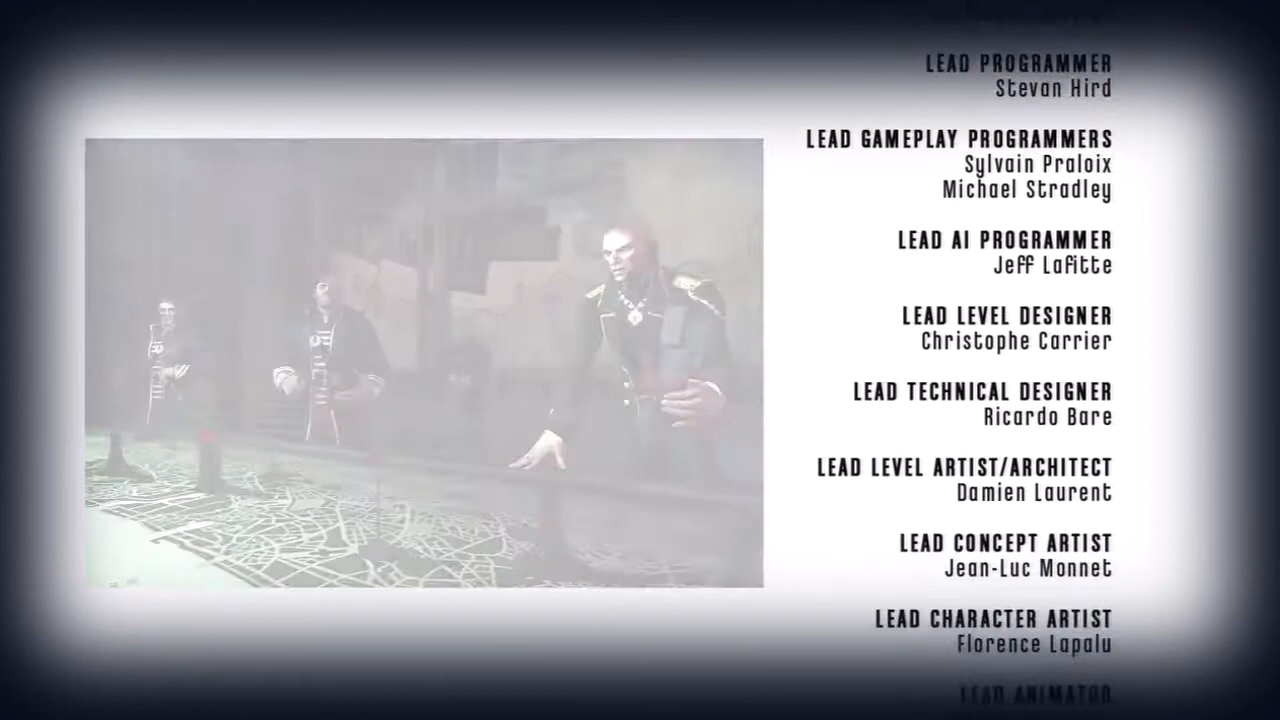 LEAD PROGRAMMER
Stevan Hird
LEAD GAMEPLAY PROGRAMMERS
Sylvain Praloix
Michael Stradley
LEAD AI PROGRAMMER
Jeff Lafitte
LEAD LEVEL DESIGNER
Christophe Carrier
LEAD TECHNICAL DESIGNER
Ricardo Bare
LEAD LEVEL ARTIST/ARCHITECT
Damien Laurent
LEAD CONCEPT ARTIST
Jean-Luc Monnet
LEAD CHARACTER ARTIST
Florence Lapalu
LEAD ANIMATOR